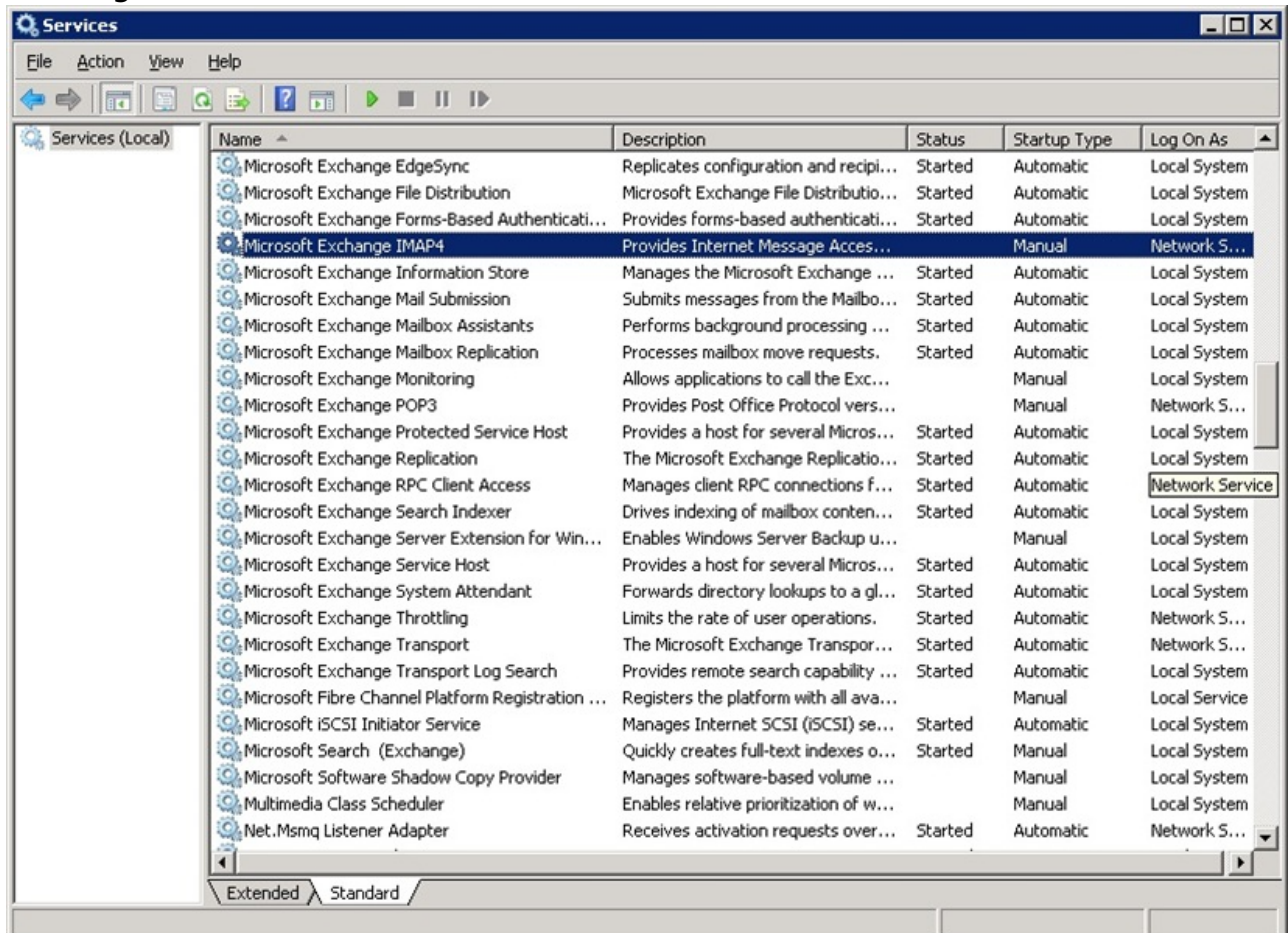 Services
File Action View Help
Services (Local)
Name Description Status Startup Type Log On As
Microsoft Exchange EdgeSync Replicates configuration and recipi... Started Automatic Local System
Microsoft Exchange File Distribution Microsoft Exchange File Distributio... Started Automatic Local System
Microsoft Exchange Forms-Based Authenticati... Provides forms-based authenticati... Started Automatic Local System
Microsoft Exchange IMAP4 Provides Internet Message Acces... Manual Network S...
Microsoft Exchange Information Store Manages the Microsoft Exchange ... Started Automatic Local System
Microsoft Exchange Mail Submission Submits messages from the Mailbo... Started Automatic Local System
Microsoft Exchange Mailbox Assistants Performs background processing ... Started Automatic Local System
Microsoft Exchange Mailbox Replication Processes mailbox move requests. Started Automatic Local System
Microsoft Exchange Monitoring Allows applications to call the Exc... Manual Local System
Microsoft Exchange POP3 Provides Post Office Protocol vers... Manual Network S...
Microsoft Exchange Protected Service Host Provides a host for several Micros... Started Automatic Local System
Microsoft Exchange Replication The Microsoft Exchange Replicatio... Started Automatic Local System
Microsoft Exchange RPC Client Access Manages client RPC connections f... Started Automatic Network Service
Microsoft Exchange Search Indexer Drives indexing of mailbox conten... Started Automatic Local System
Microsoft Exchange Server Extension for Win... Enables Windows Server Backup u... Manual Local System
Microsoft Exchange Service Host Provides a host for several Micros... Started Automatic Local System
Microsoft Exchange System Attendant Forwards directory lookups to a gl... Started Automatic Local System
Microsoft Exchange Throttling Limits the rate of user operations. Started Automatic Network S...
Microsoft Exchange Transport The Microsoft Exchange Transpor... Started Automatic Network S...
Microsoft Exchange Transport Log Search Provides remote search capability ... Started Automatic Local System
Microsoft Fibre Channel Platform Registration ... Registers the platform with all ava... Manual Local Service
Microsoft iSCSI Initiator Service Manages Internet SCSI (iSCSI) se... Started Automatic Local System
Microsoft Search (Exchange) Quickly creates full-text indexes o... Started Manual Local System
Microsoft Software Shadow Copy Provider Manages software-based volume ... Manual Local System
Multimedia Class Scheduler Enables relative prioritization of w... Manual Local System
Net.Msmq Listener Adapter Receives activation requests over... Started Automatic Network S...
Extended Standard